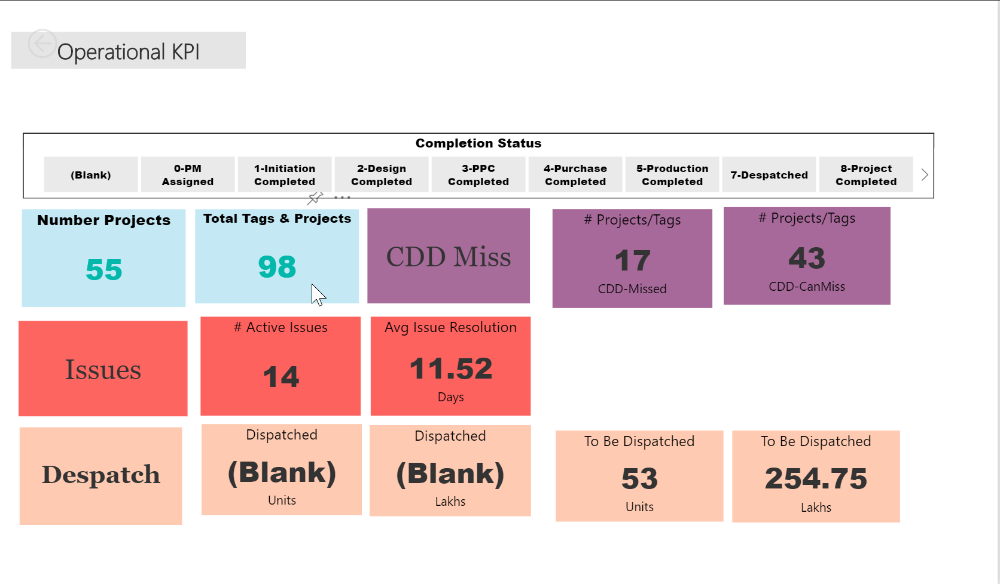 Operational KPI
Completion Status
(Blank)
0-PM
Assigned
1-Initiation
Completed
2-Design
Completed
3-PPC
Completed
4-Purchase
Completed
5-Production
Completed
7-Despatched
8-Project
Completed
Number Projects
55
Total Tags & Projects
98
CDD Miss
# Projects/Tags
17
CDD-Missed
# Projects/Tags
43
CDD-CanMiss
Issues
# Active Issues
14
Avg Issue Resolution
11.52
Days
Despatch
Dispatched
(Blank)
Units
Dispatched
(Blank)
Lakhs
To Be Dispatched
53
Units
To Be Dispatched
254.75
Lakhs